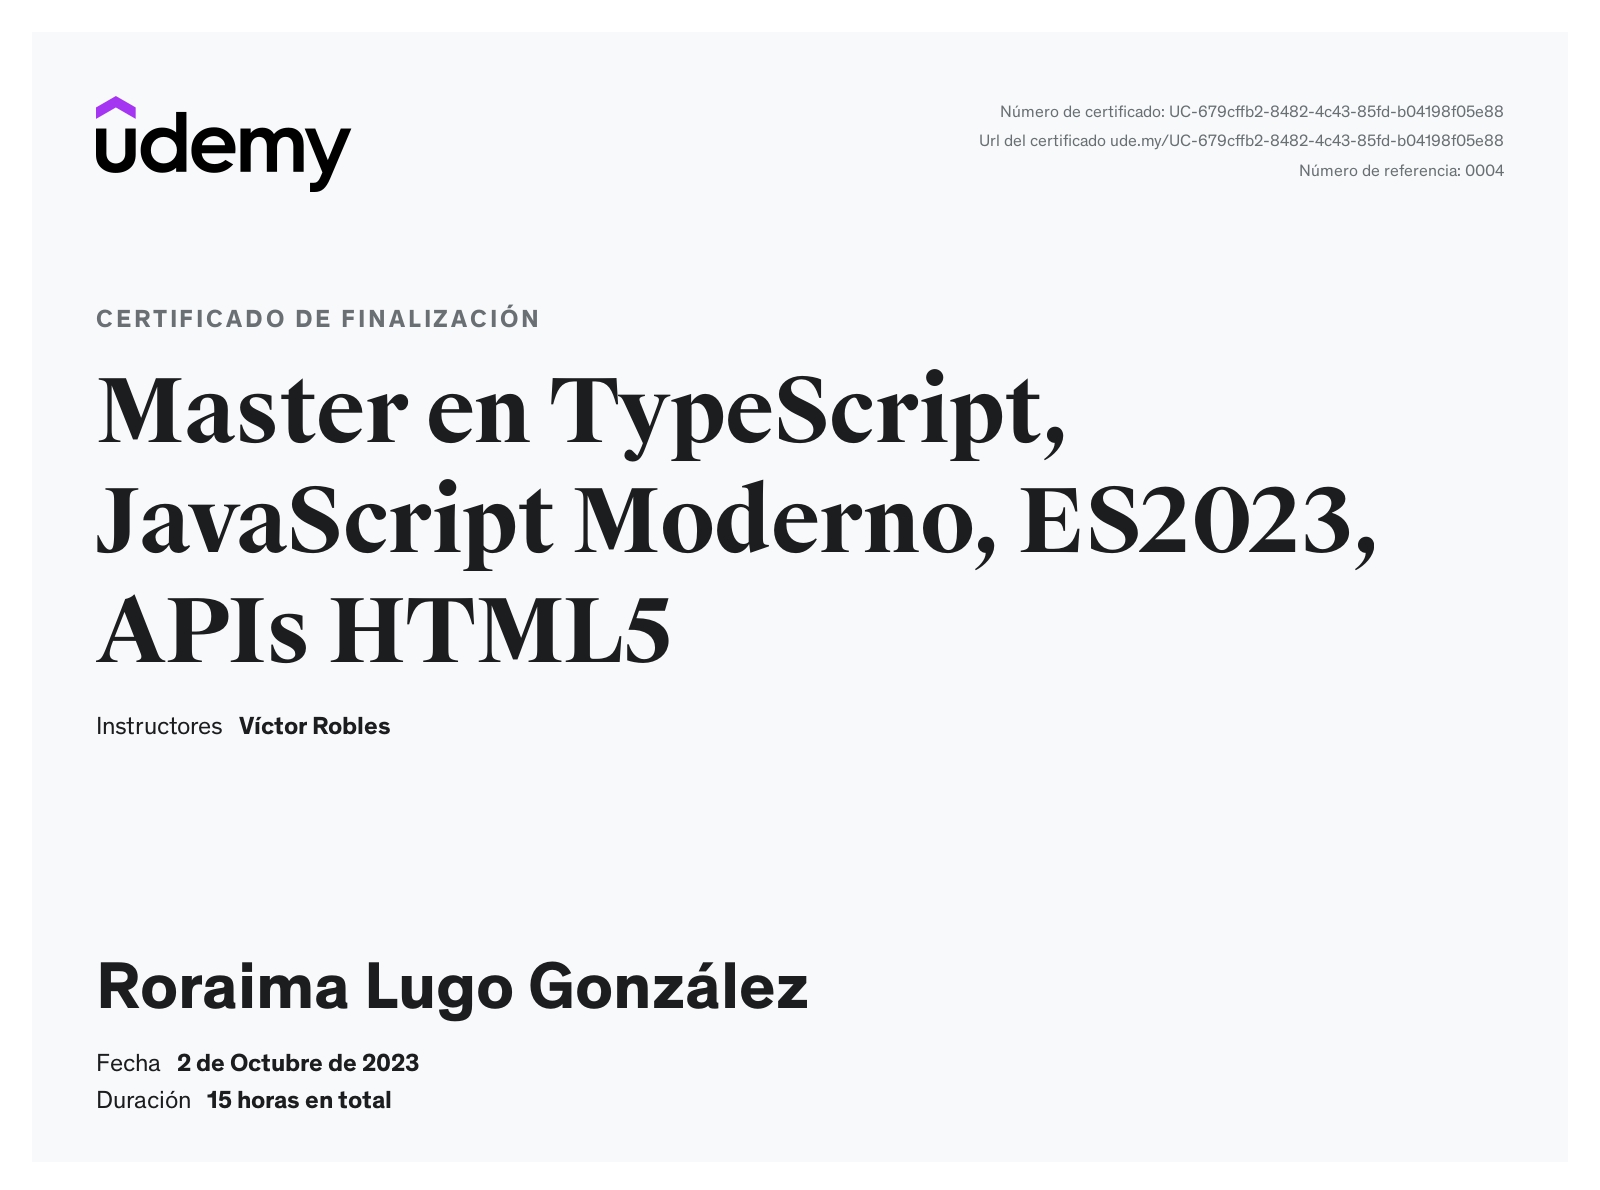 udemy
Número de certificado: UC-679cffb2-8482-4c43-85fd-b04198f05e88
Url del certificado ude.my/UC-679cffb2-8482-4c43-85fd-b04198f05e88
Número de referencia: 0004
CERTIFICADO DE FINALIZACIÓN
Master en TypeScript,
JavaScript Moderno, ES2023,
APIs HTML5
Instructores Víctor Robles
Roraima Lugo González
Fecha 2 de Octubre de 2023
Duración 15 horas en total